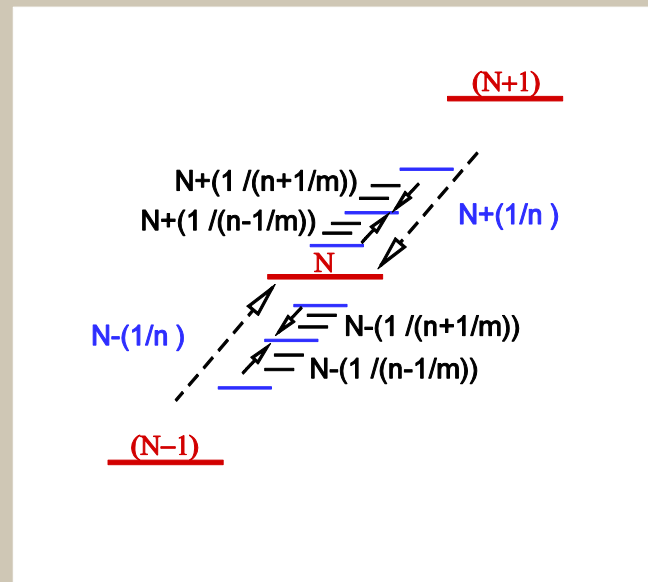 (N+1)
N+(1 /(n+1/m))
N+(1/n )
N+(1 /(n-1/m))
N
N-(1/n )
N-(1 /(n+1/m))
N-(1 /(n-1/m))
(N−1)